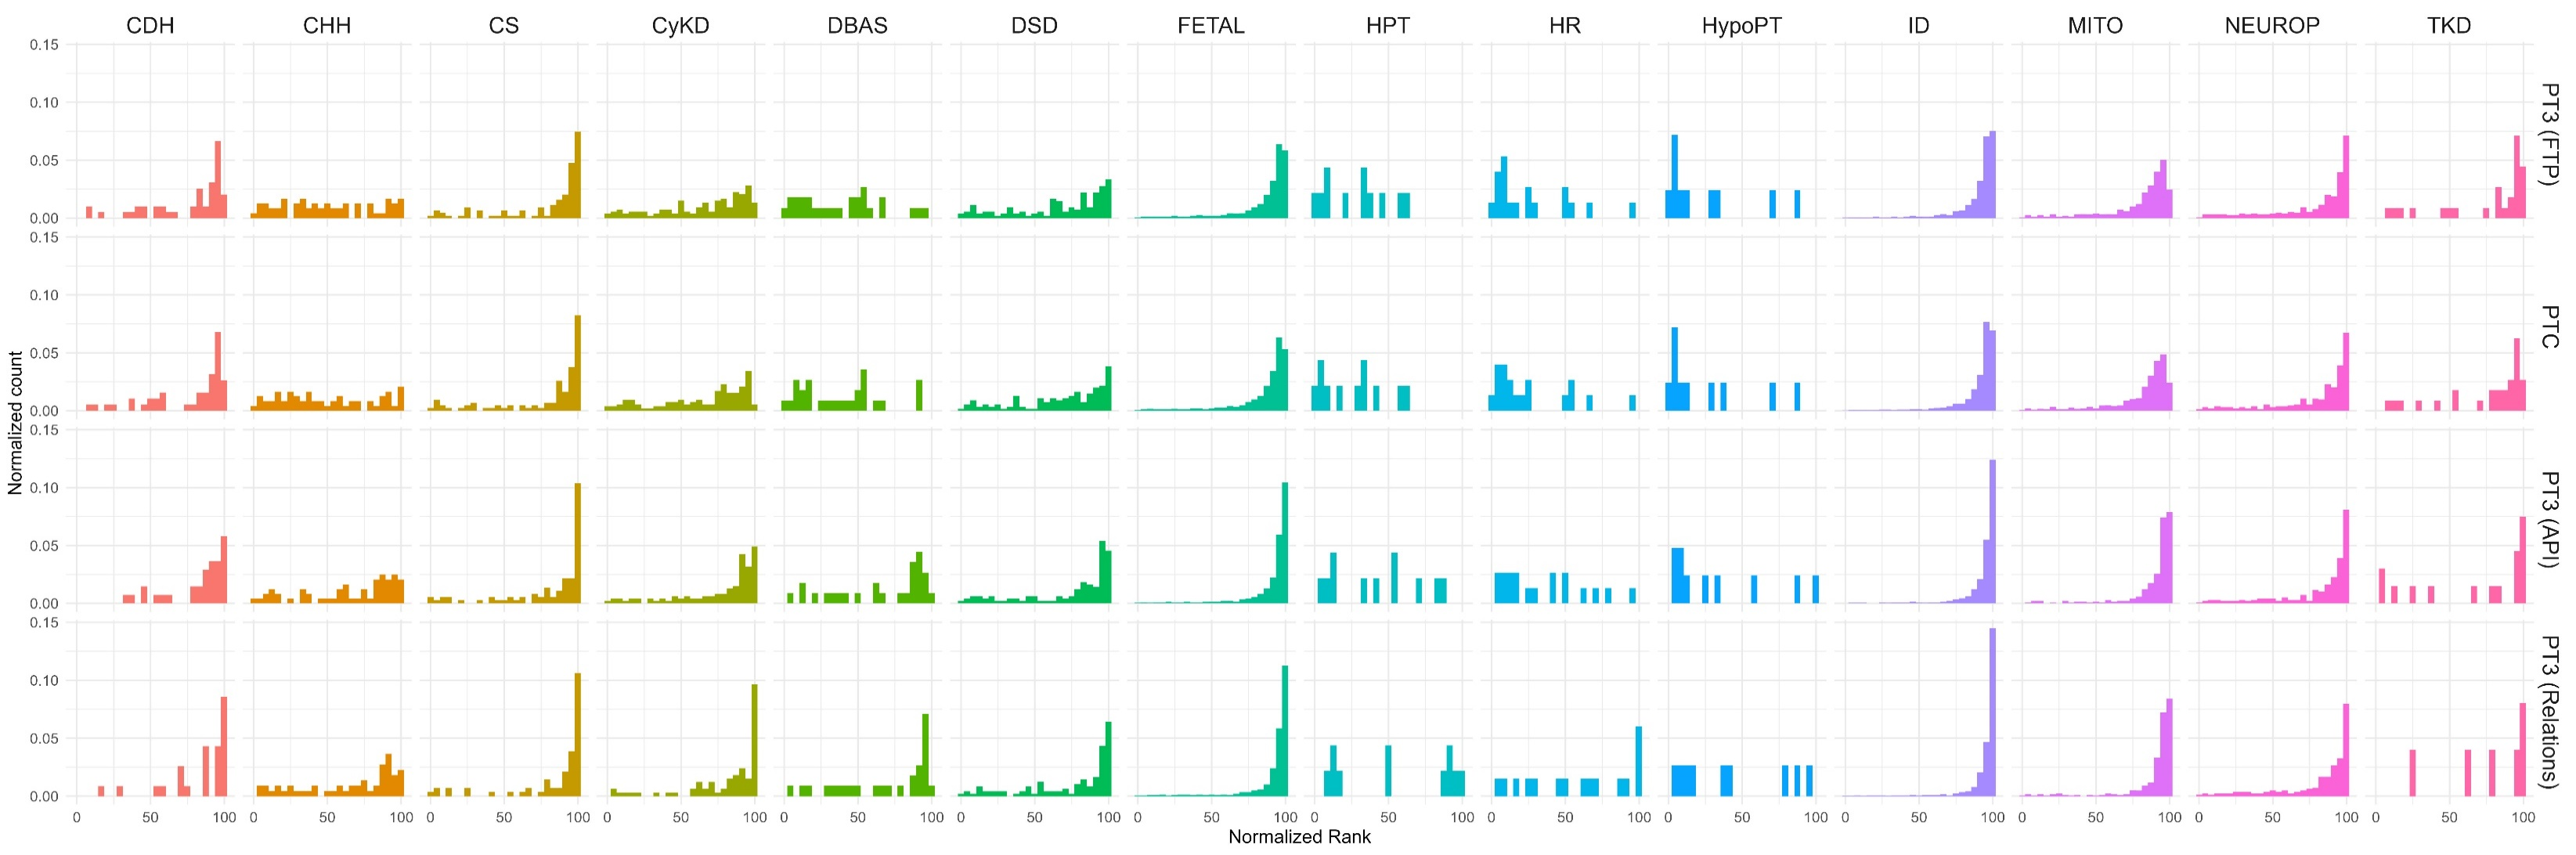 CDH CHH CS CyKD DBAS DSD FETAL HPT HR HypoPT ID MITO NEUROP TKD
0.15
0.10
0.05
0.00
PT3 (FTP)
0.15
0.10
0.05
0.00
PTC
Normalized count
0.15
0.10
0.05
0.00
PT3 (API)
0.15
0.10
0.05
0.00
PT3 (Relations)
0 50 100 0 50 100 0 50 100 0 50 100 0 50 100 0 50 100 0 50 100 0 50 100 0 50 100 0 50 100 0 50 100 0 50 100 0 50 100 0 50 100
Normalized Rank